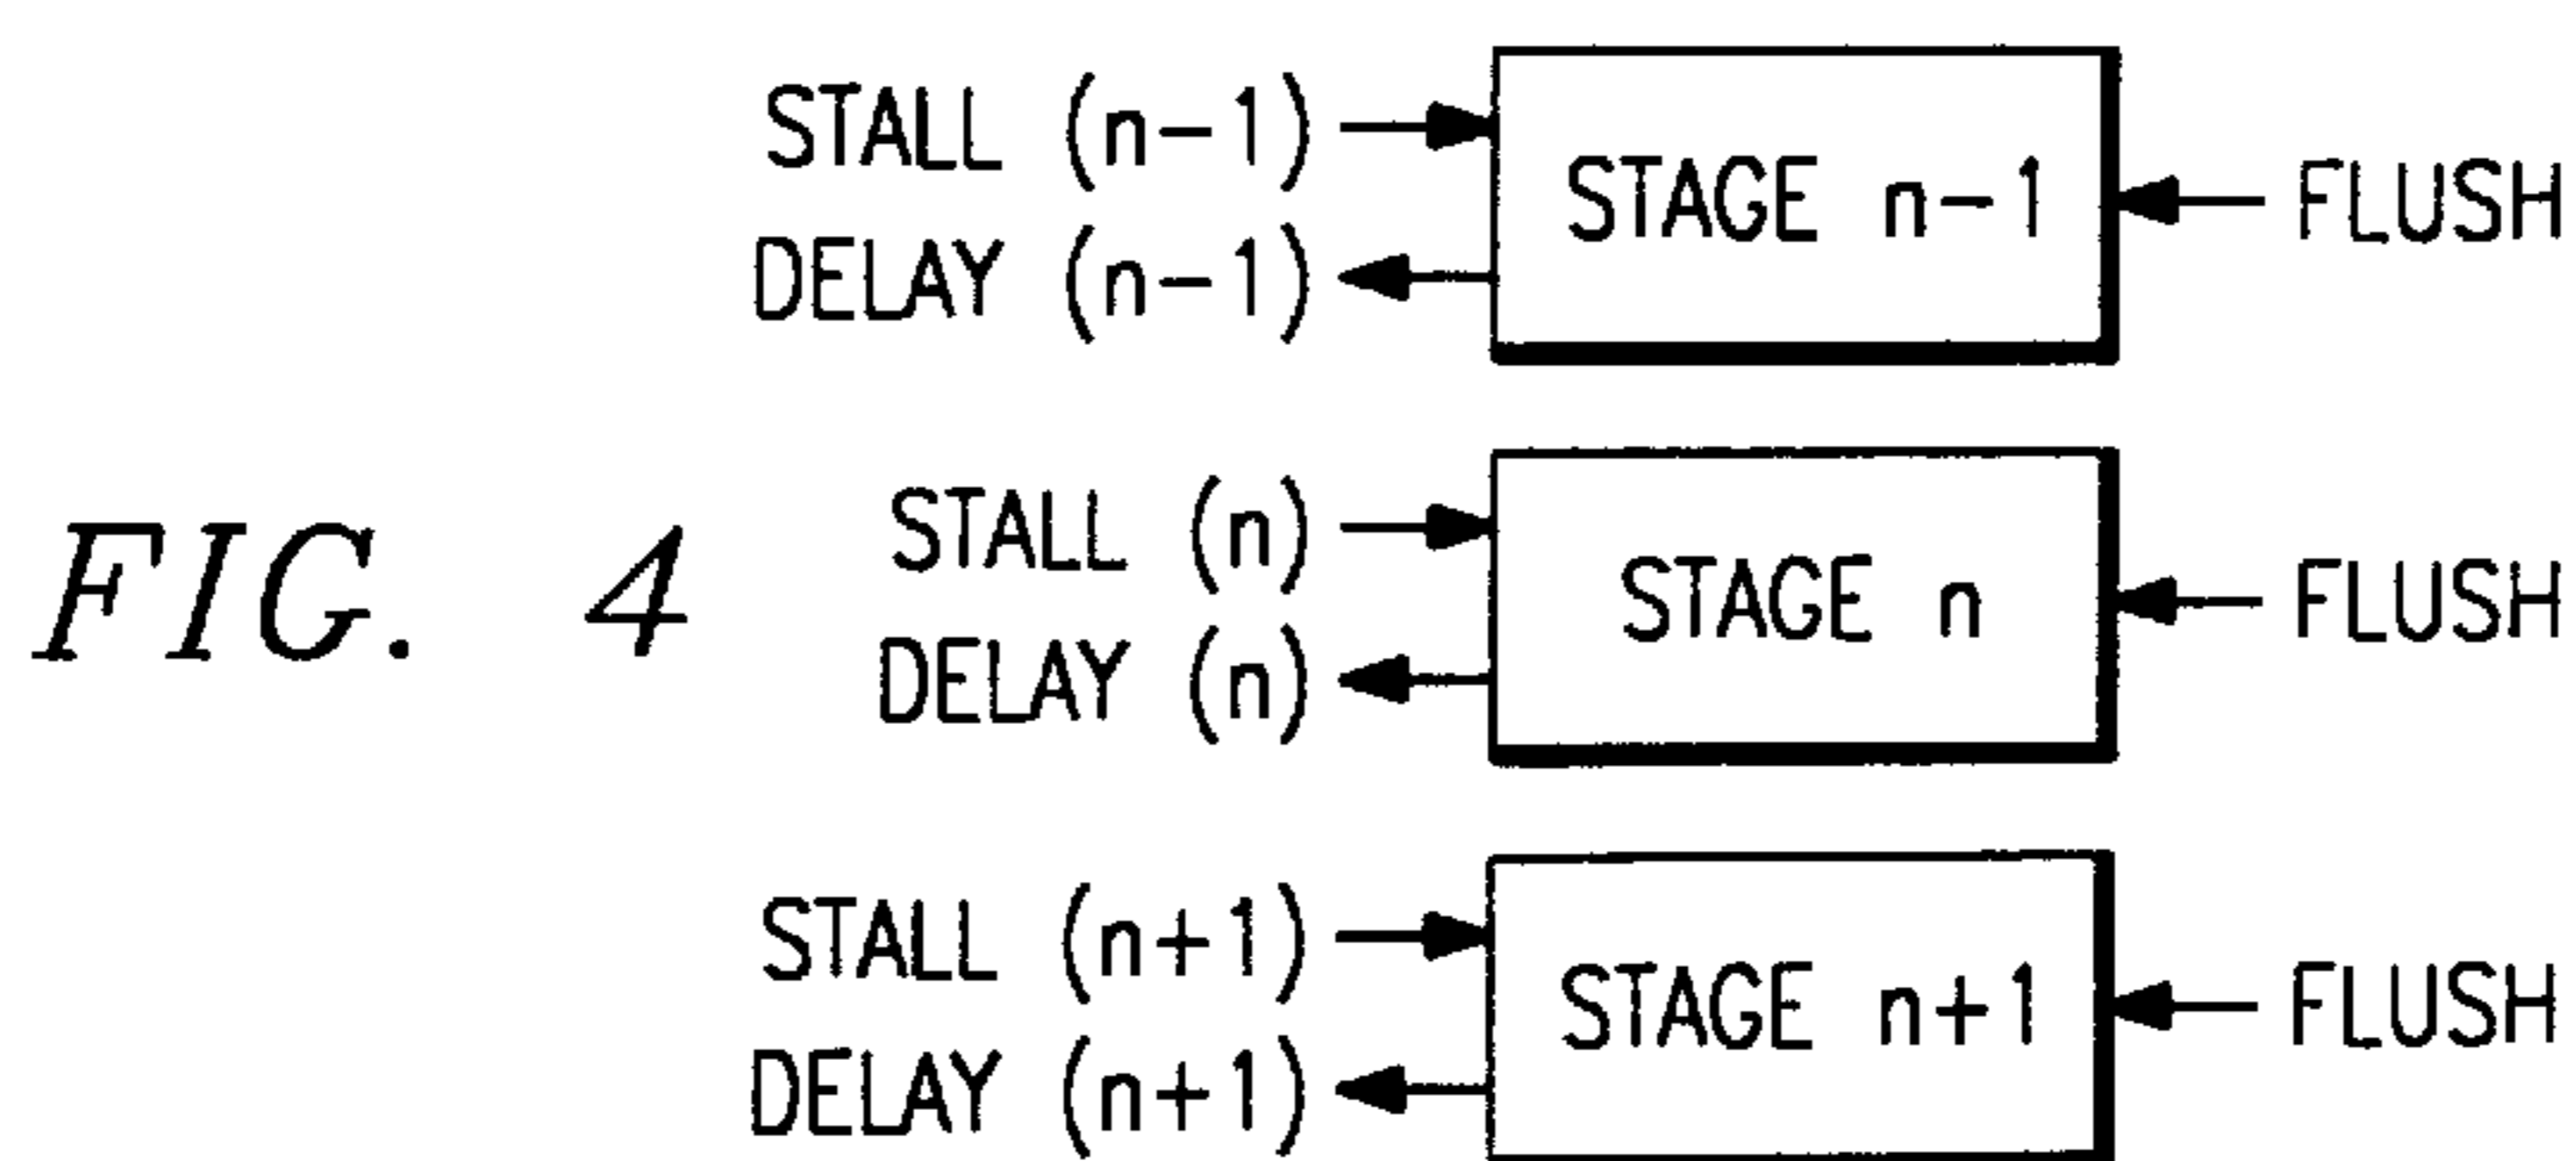 STALL (n-1)
DELAY (n-1)
STAGE n-1
FLUSH
FIG. 4
STALL (n)
DELAY (n)
STAGE n
FLUSH
STALL (n+1)
DELAY (n+1)
STAGE n+1
FLUSH